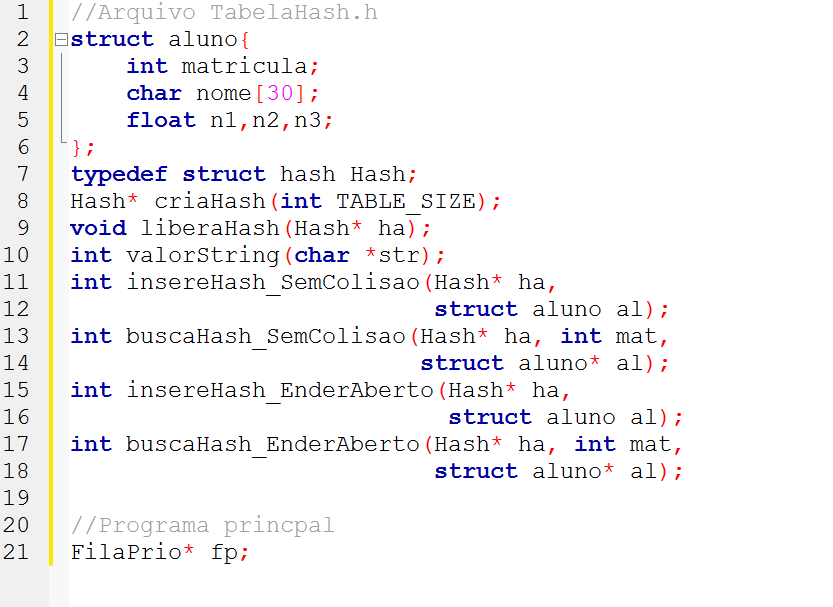 1 //Arquivo TabelaHash.h
2 struct aluno{
3 int matricula;
4 char nome[30];
5 float n1,n2,n3;
6 };
7 typedef struct hash Hash;
8 Hash* criaHash(int TABLE_SIZE);
9 void liberaHash(Hash* ha);
10 int valorString(char *str);
11 int insereHash_SemColisao(Hash* ha,
12 struct aluno al);
13 int buscaHash_SemColisao(Hash* ha, int mat,
14 struct aluno* al);
15 int insereHash_EnderAberto(Hash* ha,
16 struct aluno al);
17 int buscaHash_EnderAberto(Hash* ha, int mat,
18 struct aluno* al);
19
20 //Programa princpal
21 FilaPrio* fp;